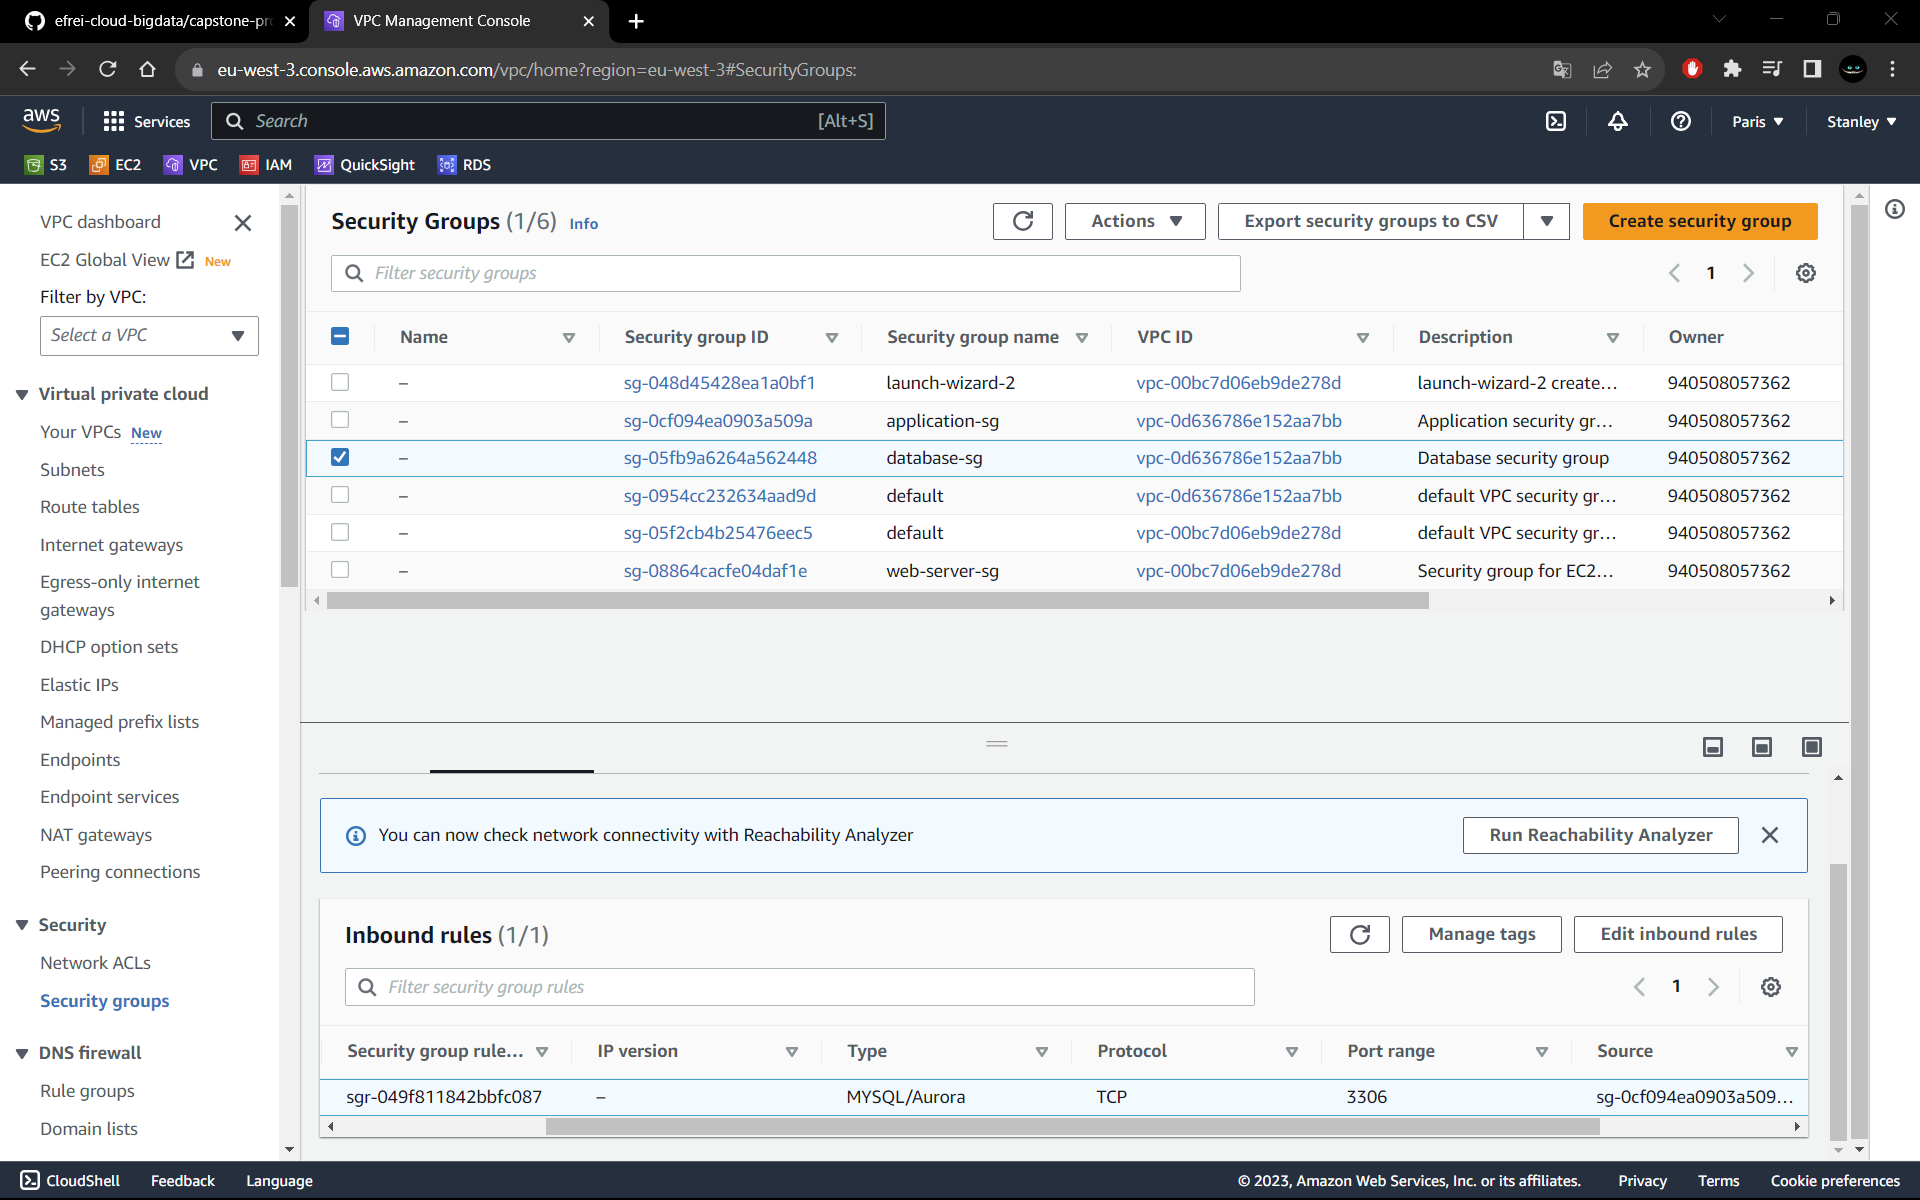 efrei-cloud-bigdata/capstone-pr
VPC Management Console
eu-west-3.console.aws.amazon.com/vpc/home?region=eu-west-3#SecurityGroups:
aws
Services
Search
[Alt+S]
Paris
Stanley
S3
EC2
VPC
IAM
QuickSight
RDS
VPC dashboard
EC2 Global View New
Filter by VPC:
Select a VPC
Virtual private cloud
Your VPCs New
Subnets
Route tables
Internet gateways
Egress-only internet
gateways
DHCP option sets
Elastic IPs
Managed prefix lists
Endpoints
Endpoint services
NAT gateways
Peering connections
Security
Network ACLs
Security groups
DNS firewall
Rule groups
Domain lists
Security Groups (1/6) Info
Actions
Export security groups to CSV
Create security group
Filter security groups
1
Name Security group ID Security group name VPC ID Description Owner
– sg-048d45428ea1a0bf1 launch-wizard-2 vpc-00bc7d06eb9de278d launch-wizard-2 create... 940508057362
– sg-0cf094ea0903a509a application-sg vpc-0d636786e152aa7bb Application security gr... 940508057362
– sg-05fb9a6264a562448 database-sg vpc-0d636786e152aa7bb Database security group 940508057362
– sg-0954cc232634aad9d default vpc-0d636786e152aa7bb default VPC security gr... 940508057362
– sg-05f2cb4b25476eec5 default vpc-00bc7d06eb9de278d default VPC security gr... 940508057362
– sg-08864cacfe04daf1e web-server-sg vpc-00bc7d06eb9de278d Security group for EC2... 940508057362
You can now check network connectivity with Reachability Analyzer
Run Reachability Analyzer
Inbound rules (1/1)
Manage tags
Edit inbound rules
Filter security group rules
1
Security group rule... IP version Type Protocol Port range Source
sgr-049f811842bbfc087 – MYSQL/Aurora TCP 3306 sg-0cf094ea0903a509...
CloudShell
Feedback
Language
© 2023, Amazon Web Services, Inc. or its affiliates.
Privacy
Terms
Cookie preferences